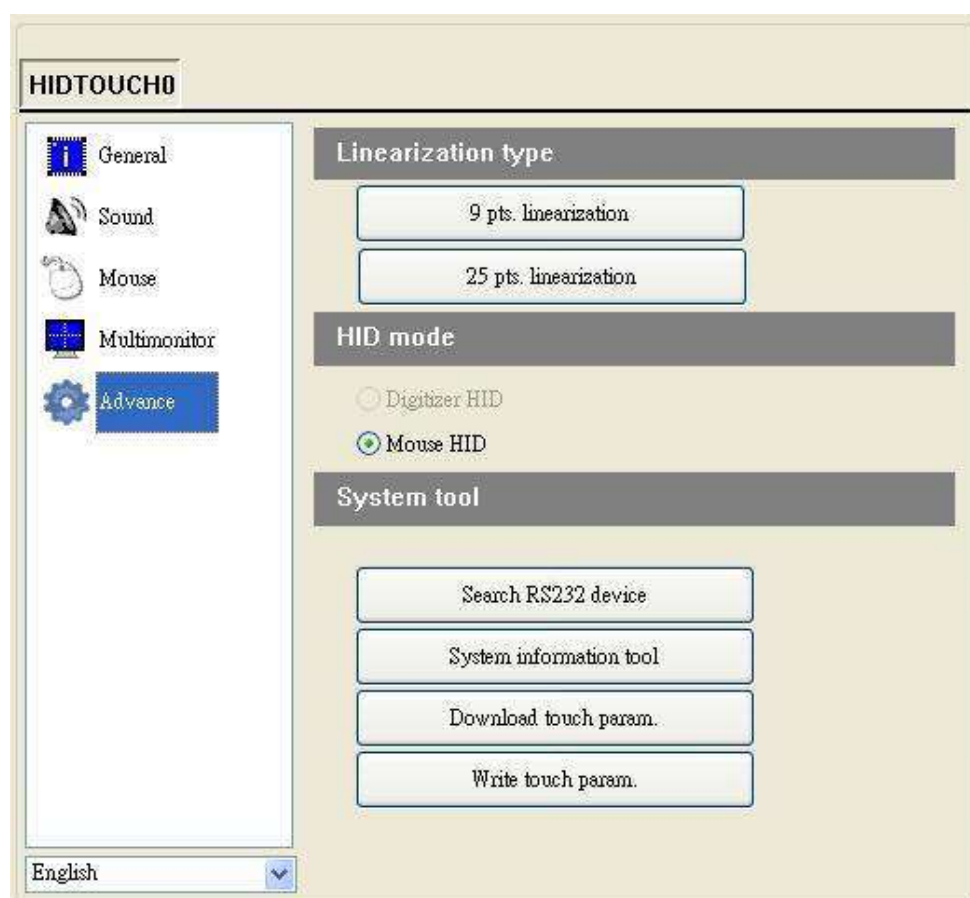 HIDTOUCH0
General
Sound
Mouse
Multimonitor
Advance
English
Linearization type
9 pts. linearization
25 pts. linearization
HID mode
Digitizer HID
Mouse HID
System tool
Search RS232 device
System information tool
Download touch param.
Write touch param.